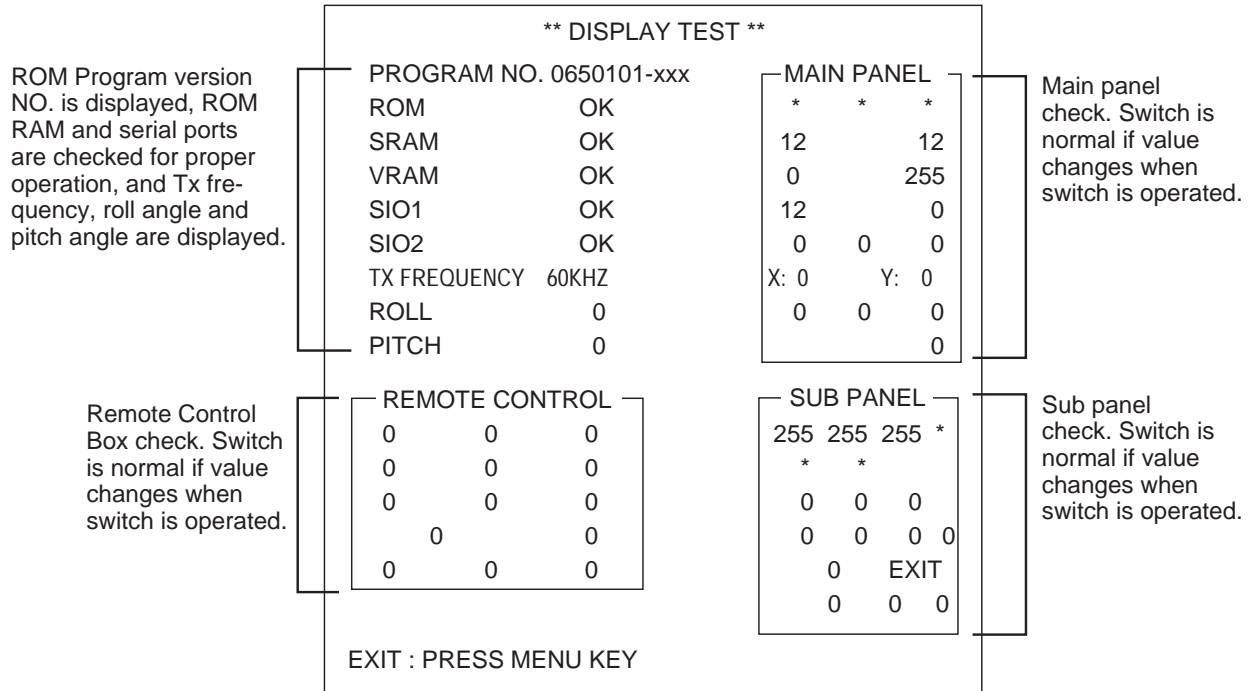 ** DISPLAY TEST **
ROM Program version
NO. is displayed, ROM
RAM and serial ports
are checked for proper
operation, and Tx fre-
quency, roll angle and
pitch angle are displayed.
PROGRAM NO. 0650101-xxx
ROM OK
SRAM OK
VRAM OK
SIO1 OK
SIO2 OK
TX FREQUENCY 60KHZ
ROLL 0
PITCH 0
MAIN PANEL
* * *
12 12
0 255
12 0
0 0 0
X: 0 Y: 0
0 0 0
0
Main panel
check. Switch is
normal if value
changes when
switch is operated.
Remote Control
Box check. Switch
is normal if value
changes when
switch is operated.
REMOTE CONTROL
0 0 0
0 0 0
0 0 0
0 0
0 0 0
SUB PANEL
255 255 255 *
* *
0 0 0
0 0 0 0
0 EXIT
0 0 0
Sub panel
check. Switch is
normal if value
changes when
switch is operated.
EXIT : PRESS MENU KEY